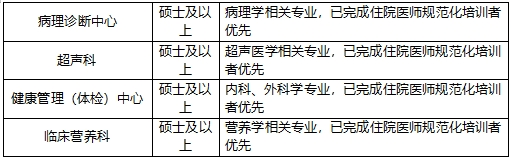 病理诊断中心 硕士及以上 病理学相关专业，已完成住院医师规范化培训者优先
超声科 硕士及以上 超声医学相关专业，已完成住院医师规范化培训者优先
健康管理（体检）中心 硕士及以上 内科、外科学专业，已完成住院医师规范化培训者优先
临床营养科 硕士及以上 营养学相关专业，已完成住院医师规范化培训者优先